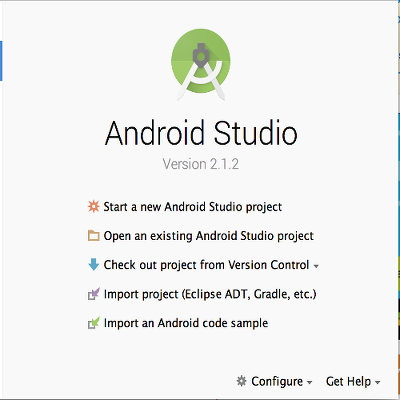 Android Studio
Version 2.1.2
Start a new Android Studio project
Open an existing Android Studio project
Check out project from Version Control
Import project (Eclipse ADT, Gradle, etc.)
Import an Android code sample
Configure Get Help